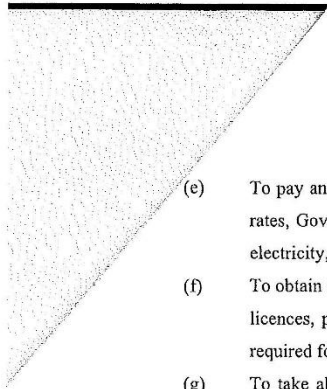 (e) To pay an
rates, Gov
electricity,
(f) To obtain
licences, p
required fo
(g) To take al